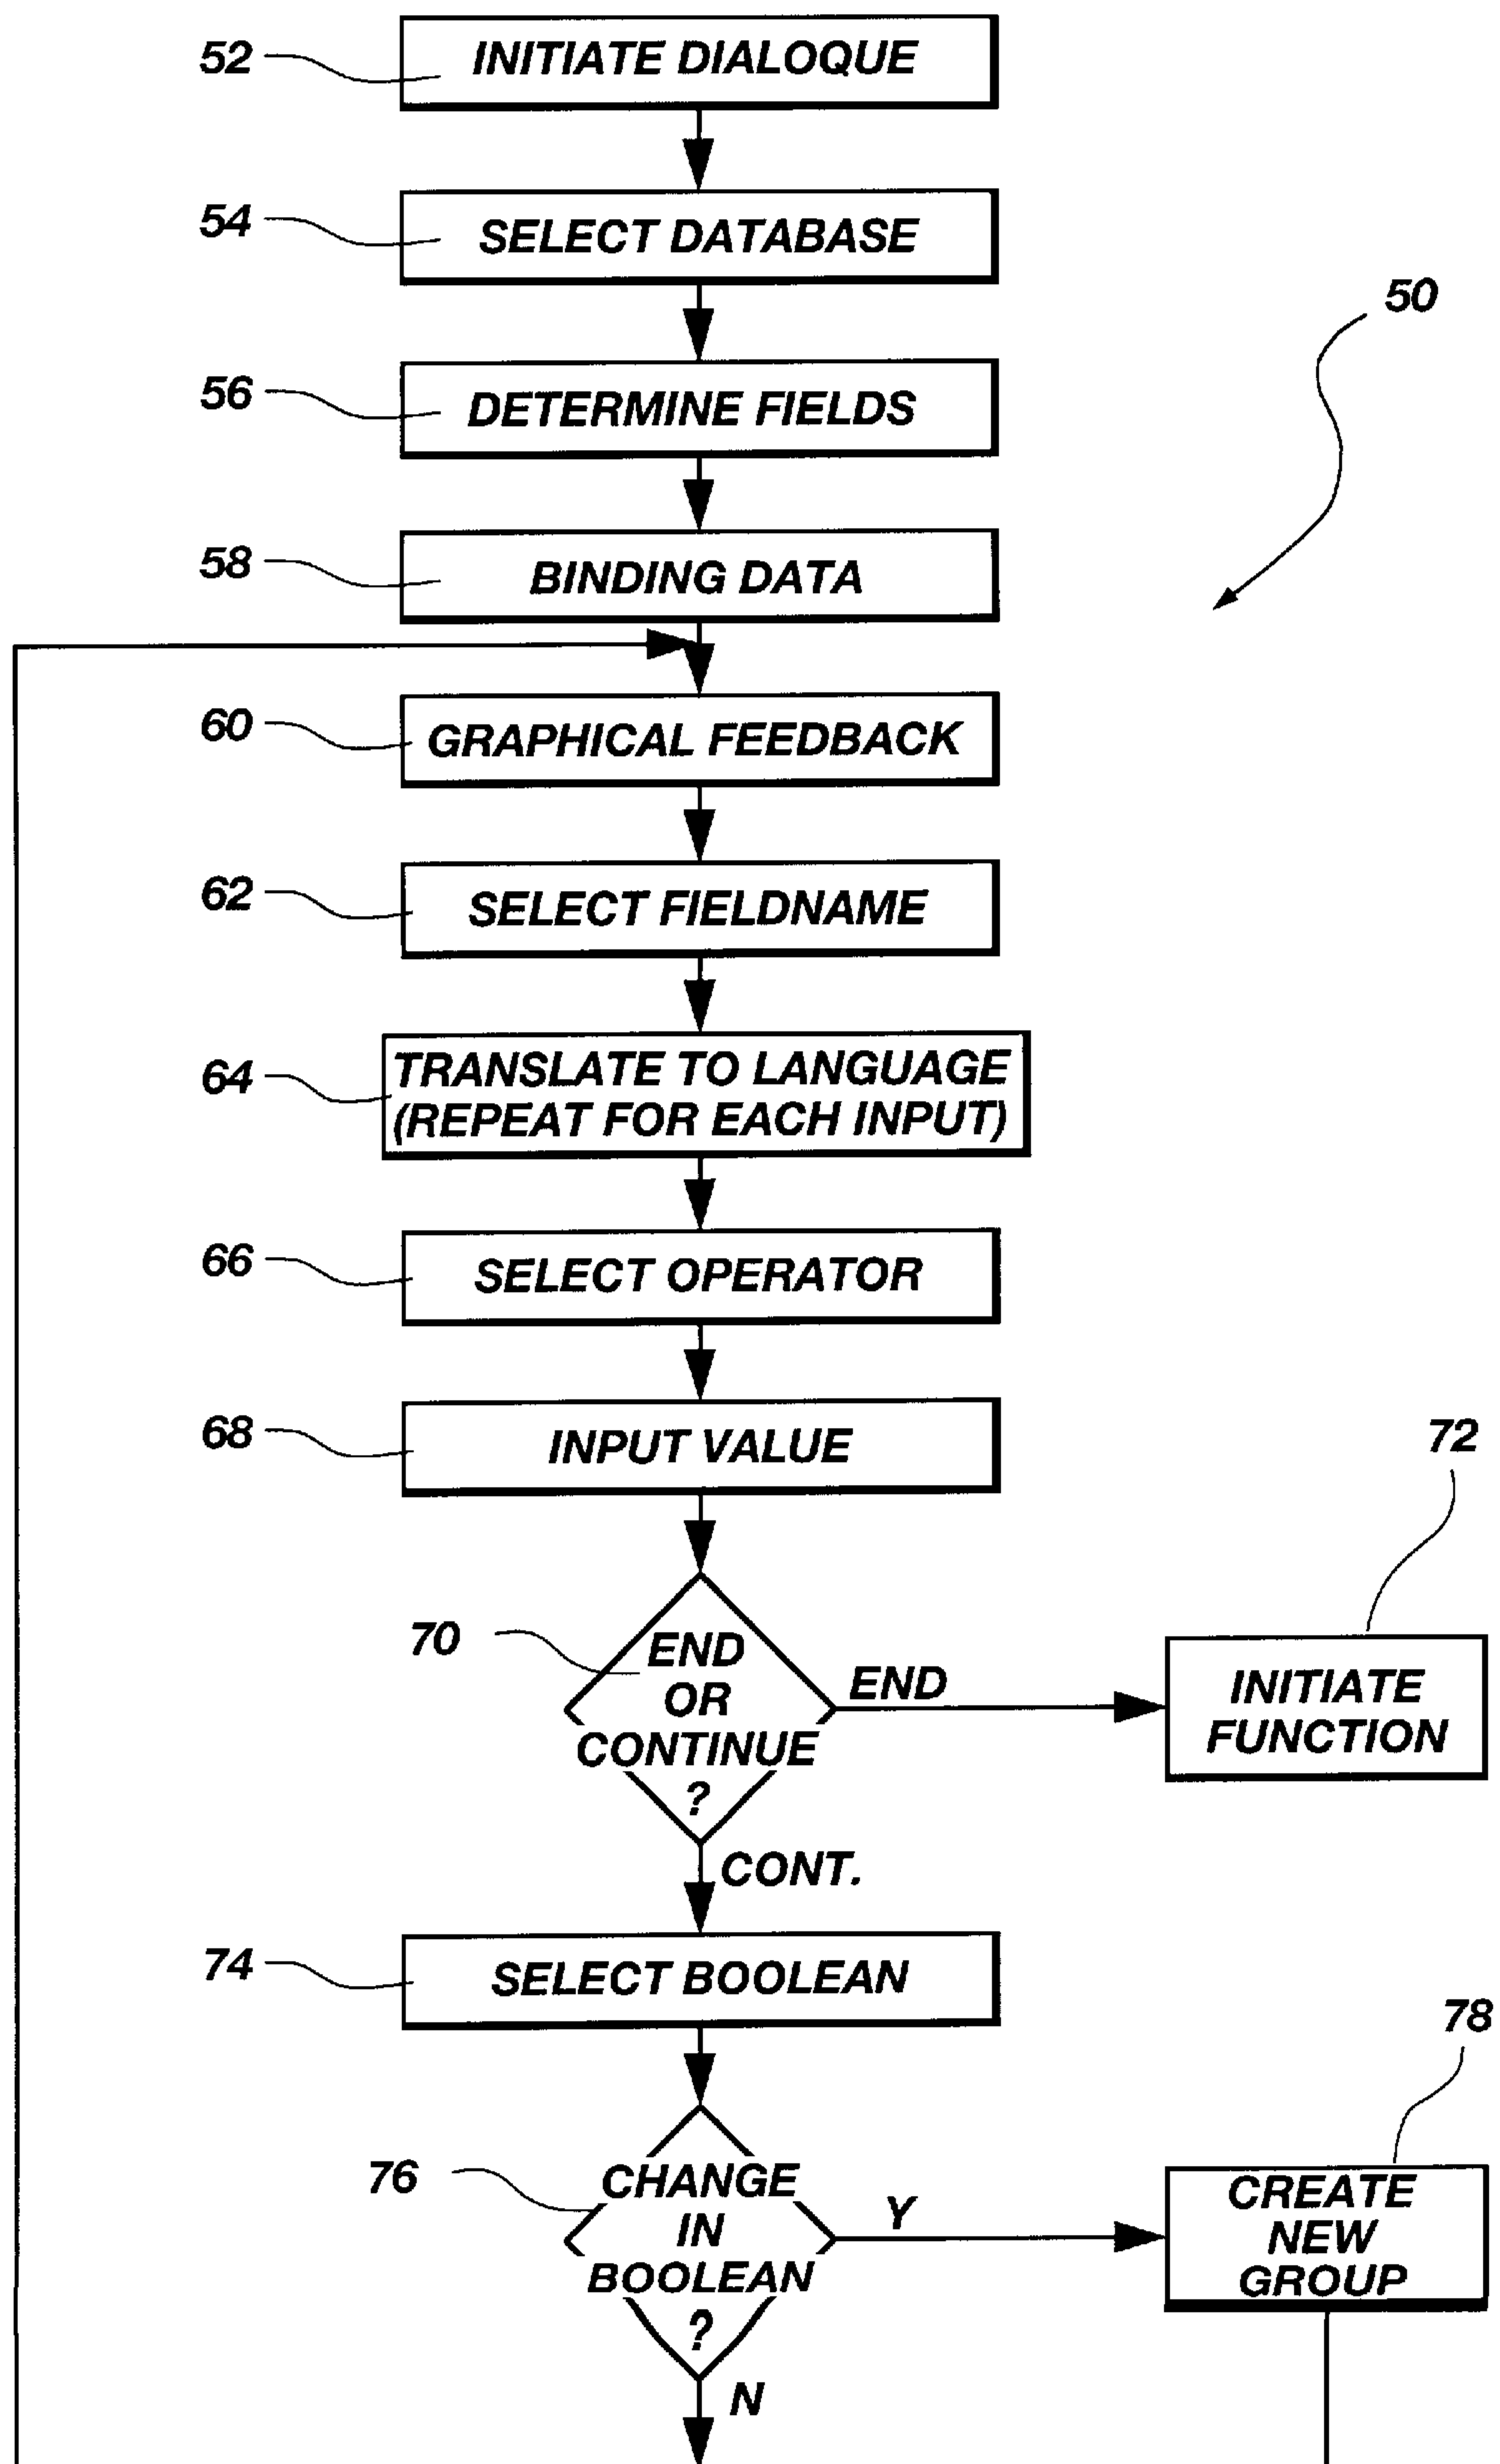 52
INITIATE DIALOQUE
54
SELECT DATABASE
50
56
DETERMINE FIELDS
58
BINDING DATA
60
GRAPHICAL FEEDBACK
62
SELECT FIELDNAME
64
TRANSLATE TO LANGUAGE
(REPEAT FOR EACH INPUT)
66
SELECT OPERATOR
68
INPUT VALUE
72
70
END
OR
CONTINUE
?
END
INITIATE
FUNCTION
CONT.
74
SELECT BOOLEAN
78
76
CHANGE
IN
BOOLEAN
?
Y
CREATE
NEW
GROUP
N